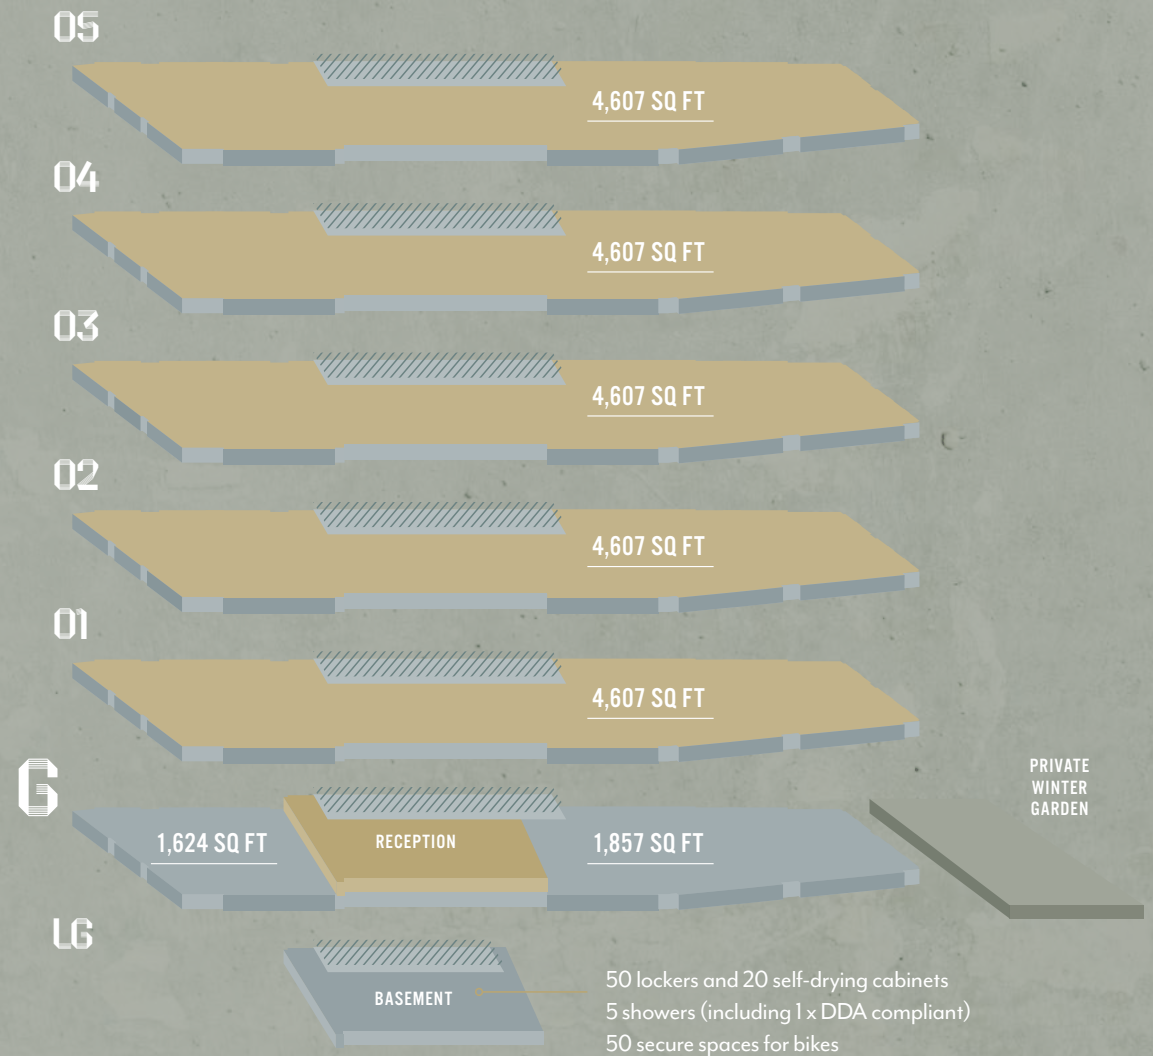 05
4,607 SQ FT
04
4,607 SQ FT
03
4,607 SQ FT
02
4,607 SQ FT
01
4,607 SQ FT
G
PRIVATE
WINTER
GARDEN
1,624 SQ FT
RECEPTION
1,857 SQ FT
LG
BASEMENT
50 lockers and 20 self-drying cabinets
5 showers (including 1 x DDA compliant)
50 secure spaces for bikes